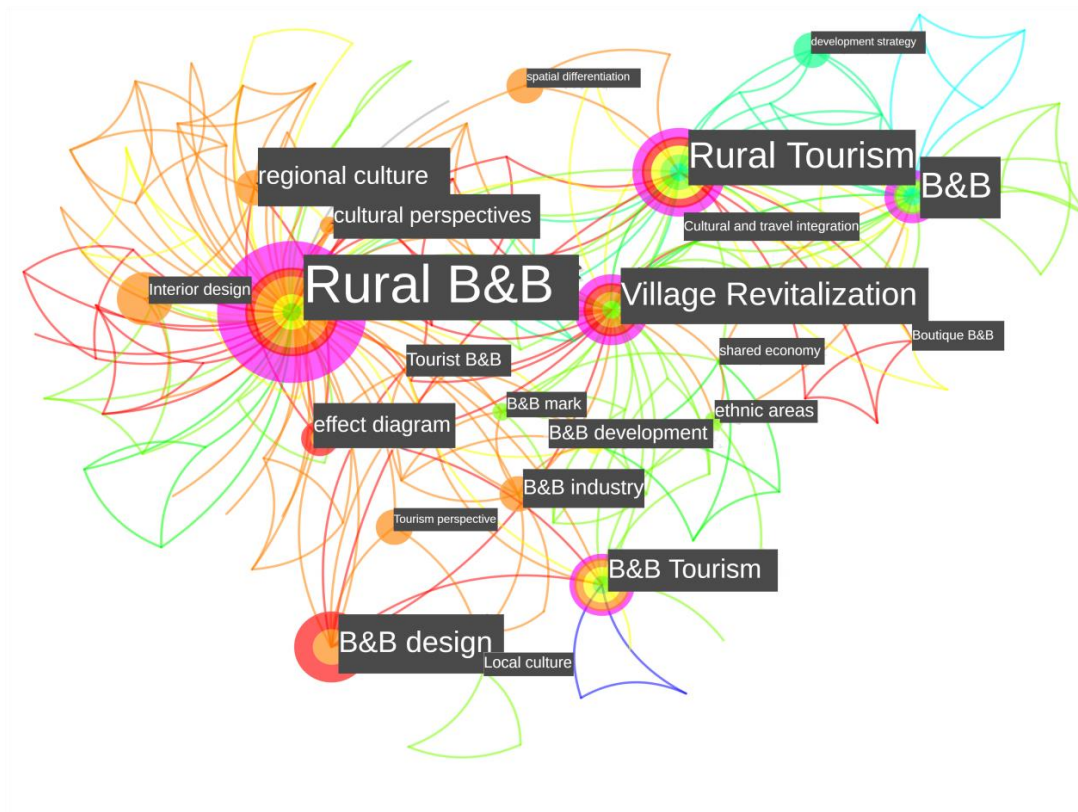 development strategy
spatial differentiation
Rural Tourism
regional culture
B&B
cultural perspectives
Cultural and travel integration
Rural B&B
Interior design
Village Revitalization
Boutique B&B
shared economy
Tourist B&B
B&B mark
ethnic areas
effect diagram
B&B development
B&B industry
Tourism perspective
B&B Tourism
B&B design
Local culture